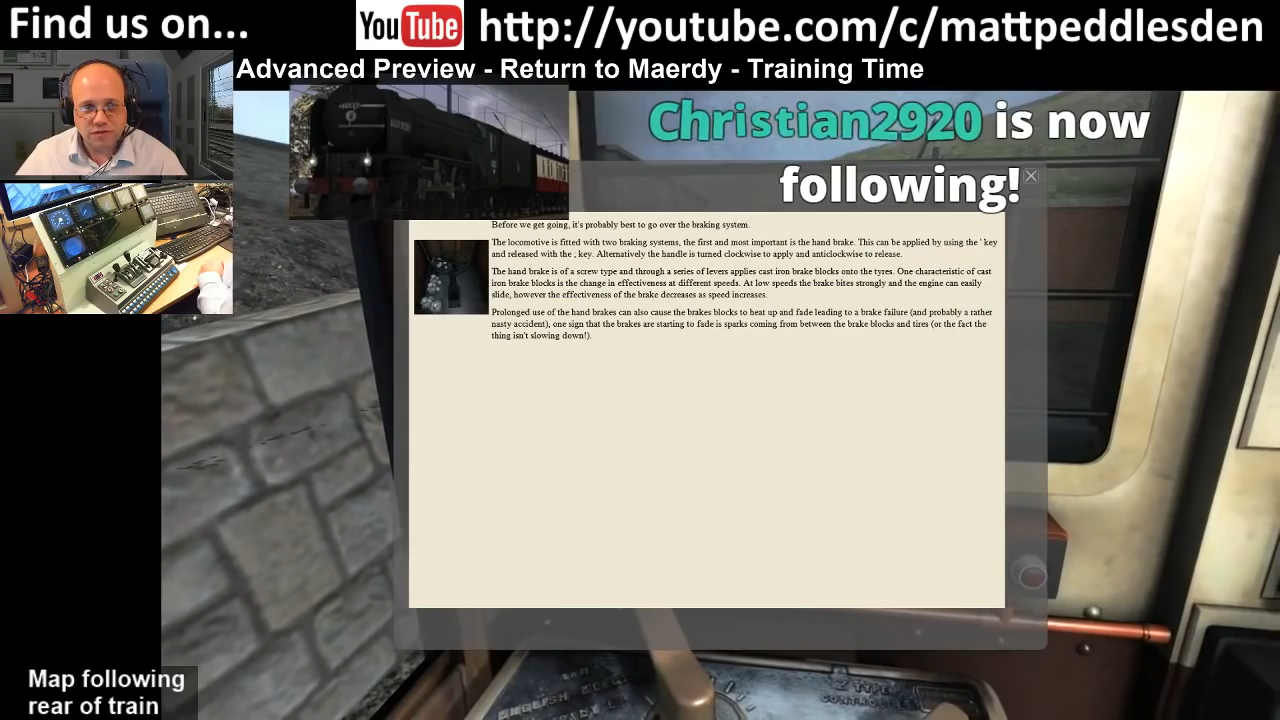 Find us on...
You Tube
http://youtube.com/c/mattpeddlesden
Advanced Preview - Return to Maerdy - Training Time
Christian2920 is now
following!
Before we get going, it's probably best to go over the braking system.
The locomotive is fitted with two braking systems, the first and most important is the hand brake. This can be applied by using the ' key
and released with the ; key. Alternatively the handle is turned clockwise to apply and anticlockwise to release.
The hand brake is of a screw type and through a series of levers applies cast iron brake blocks onto the tyres. One characteristic of cast
iron brake blocks is the change in effectiveness at different speeds. At low speeds the brake bites strongly and the engine can easily
slide, however the effectiveness of the brake decreases as speed increases.
Prolonged use of the hand brakes can also cause the brakes blocks to heat up and fade leading to a brake failure (and probably a rather
nasty accident), one sign that the brakes are starting to fade is sparks coming from between the brake blocks and tires (or the fact the
thing isn't slowing down!).
Map following
rear of train
ENGLISH ELEC
Z TYPE
CONTROLLER